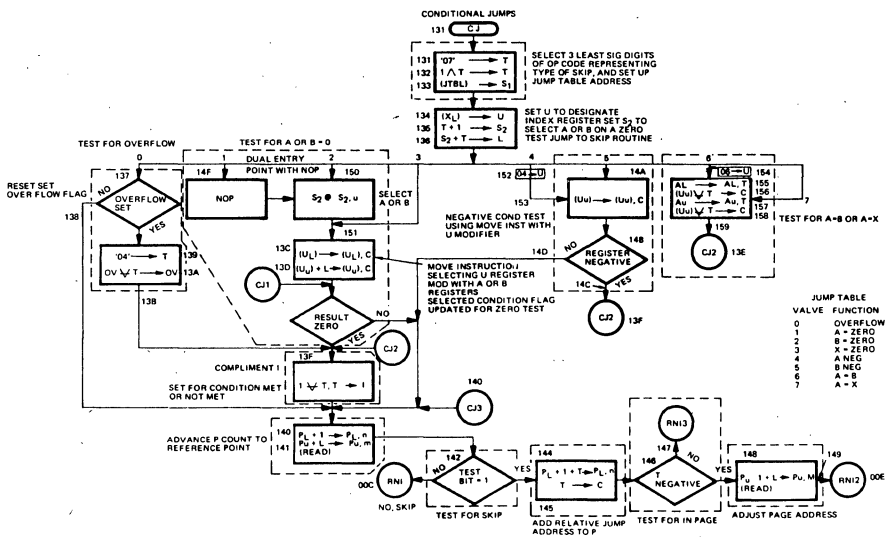 CONDITIONAL JUMPS
131 CJ
131 '07' → T
132 1 ∧ T → T
133 (JTBL) → S1
SELECT 3 LEAST SIG DIGITS
OF OP CODE REPRESENTING
TYPE OF SKIP, AND SET UP
JUMP TABLE ADDRESS
134 (XL) → U
135 T + 1 → S2
136 S2 + T → L
SET U TO DESIGNATE
INDEX REGISTER SET S2 TO
SELECT A OR B ON A ZERO
TEST JUMP TO SKIP ROUTINE
TEST FOR OVERFLOW
TEST FOR A OR B = 0
0 1 2 3 4 5 6 7
DUAL ENTRY
POINT WITH NOP
RESET SET
OVER FLOW FLAG
137
NO
OVERFLOW
SET
YES
138
'04' → T
139
OV ⊻ T → OV
13A
13B
14F
NOP
150
S2 @ S2, u
SELECT
A OR B
151
13C (UL) → (UL), C
13D (Uu) + L → (Uu), C
CJ1
RESULT
ZERO
NO
YES
CJ2
MOVE INSTRUCTION
SELECTING U REGISTER
MOD WITH A OR B
REGISTERS
SELECTED CONDITION FLAG
UPDATED FOR ZERO TEST
152 04 → U
153
14A
(Uu) → (Uu), C
NEGATIVE COND TEST
USING MOVE INST WITH
U MODIFIER
14D NO
14B
REGISTER
NEGATIVE
14C YES
CJ2
13F
06 → U 154
AL → AL, T 155
(Uu) ⊻ T → C 156
Au → Au, T 157
(Uu) ⊻ T → C 158
TEST FOR A=B OR A=X
159
CJ2
13E
JUMP TABLE
VALVE FUNCTION
0 OVERFLOW
1 A = ZERO
2 B = ZERO
3 X = ZERO
4 A NEG
5 B NEG
6 A = B
7 A = X
COMPLIMENT I
13F
1 ⊻ T, T → I
SET FOR CONDITION MET
OR NOT MET
140
CJ3
ADVANCE P COUNT TO
REFERENCE POINT
140 PL + 1 → PL, n
141 Pu + L → Pu, m
(READ)
142
TEST
BIT = 1
NO
YES
RNI
00C
NO, SKIP
TEST FOR SKIP
144
PL + 1 + T → PL, n
T → C
145
ADD RELATIVE JUMP
ADDRESS TO P
RNI3
147
NO
146
T
NEGATIVE
YES
TEST FOR IN PAGE
148
149
Pu 1 + L → Pu, M
(READ)
ADJUST PAGE ADDRESS
RNI2
00E